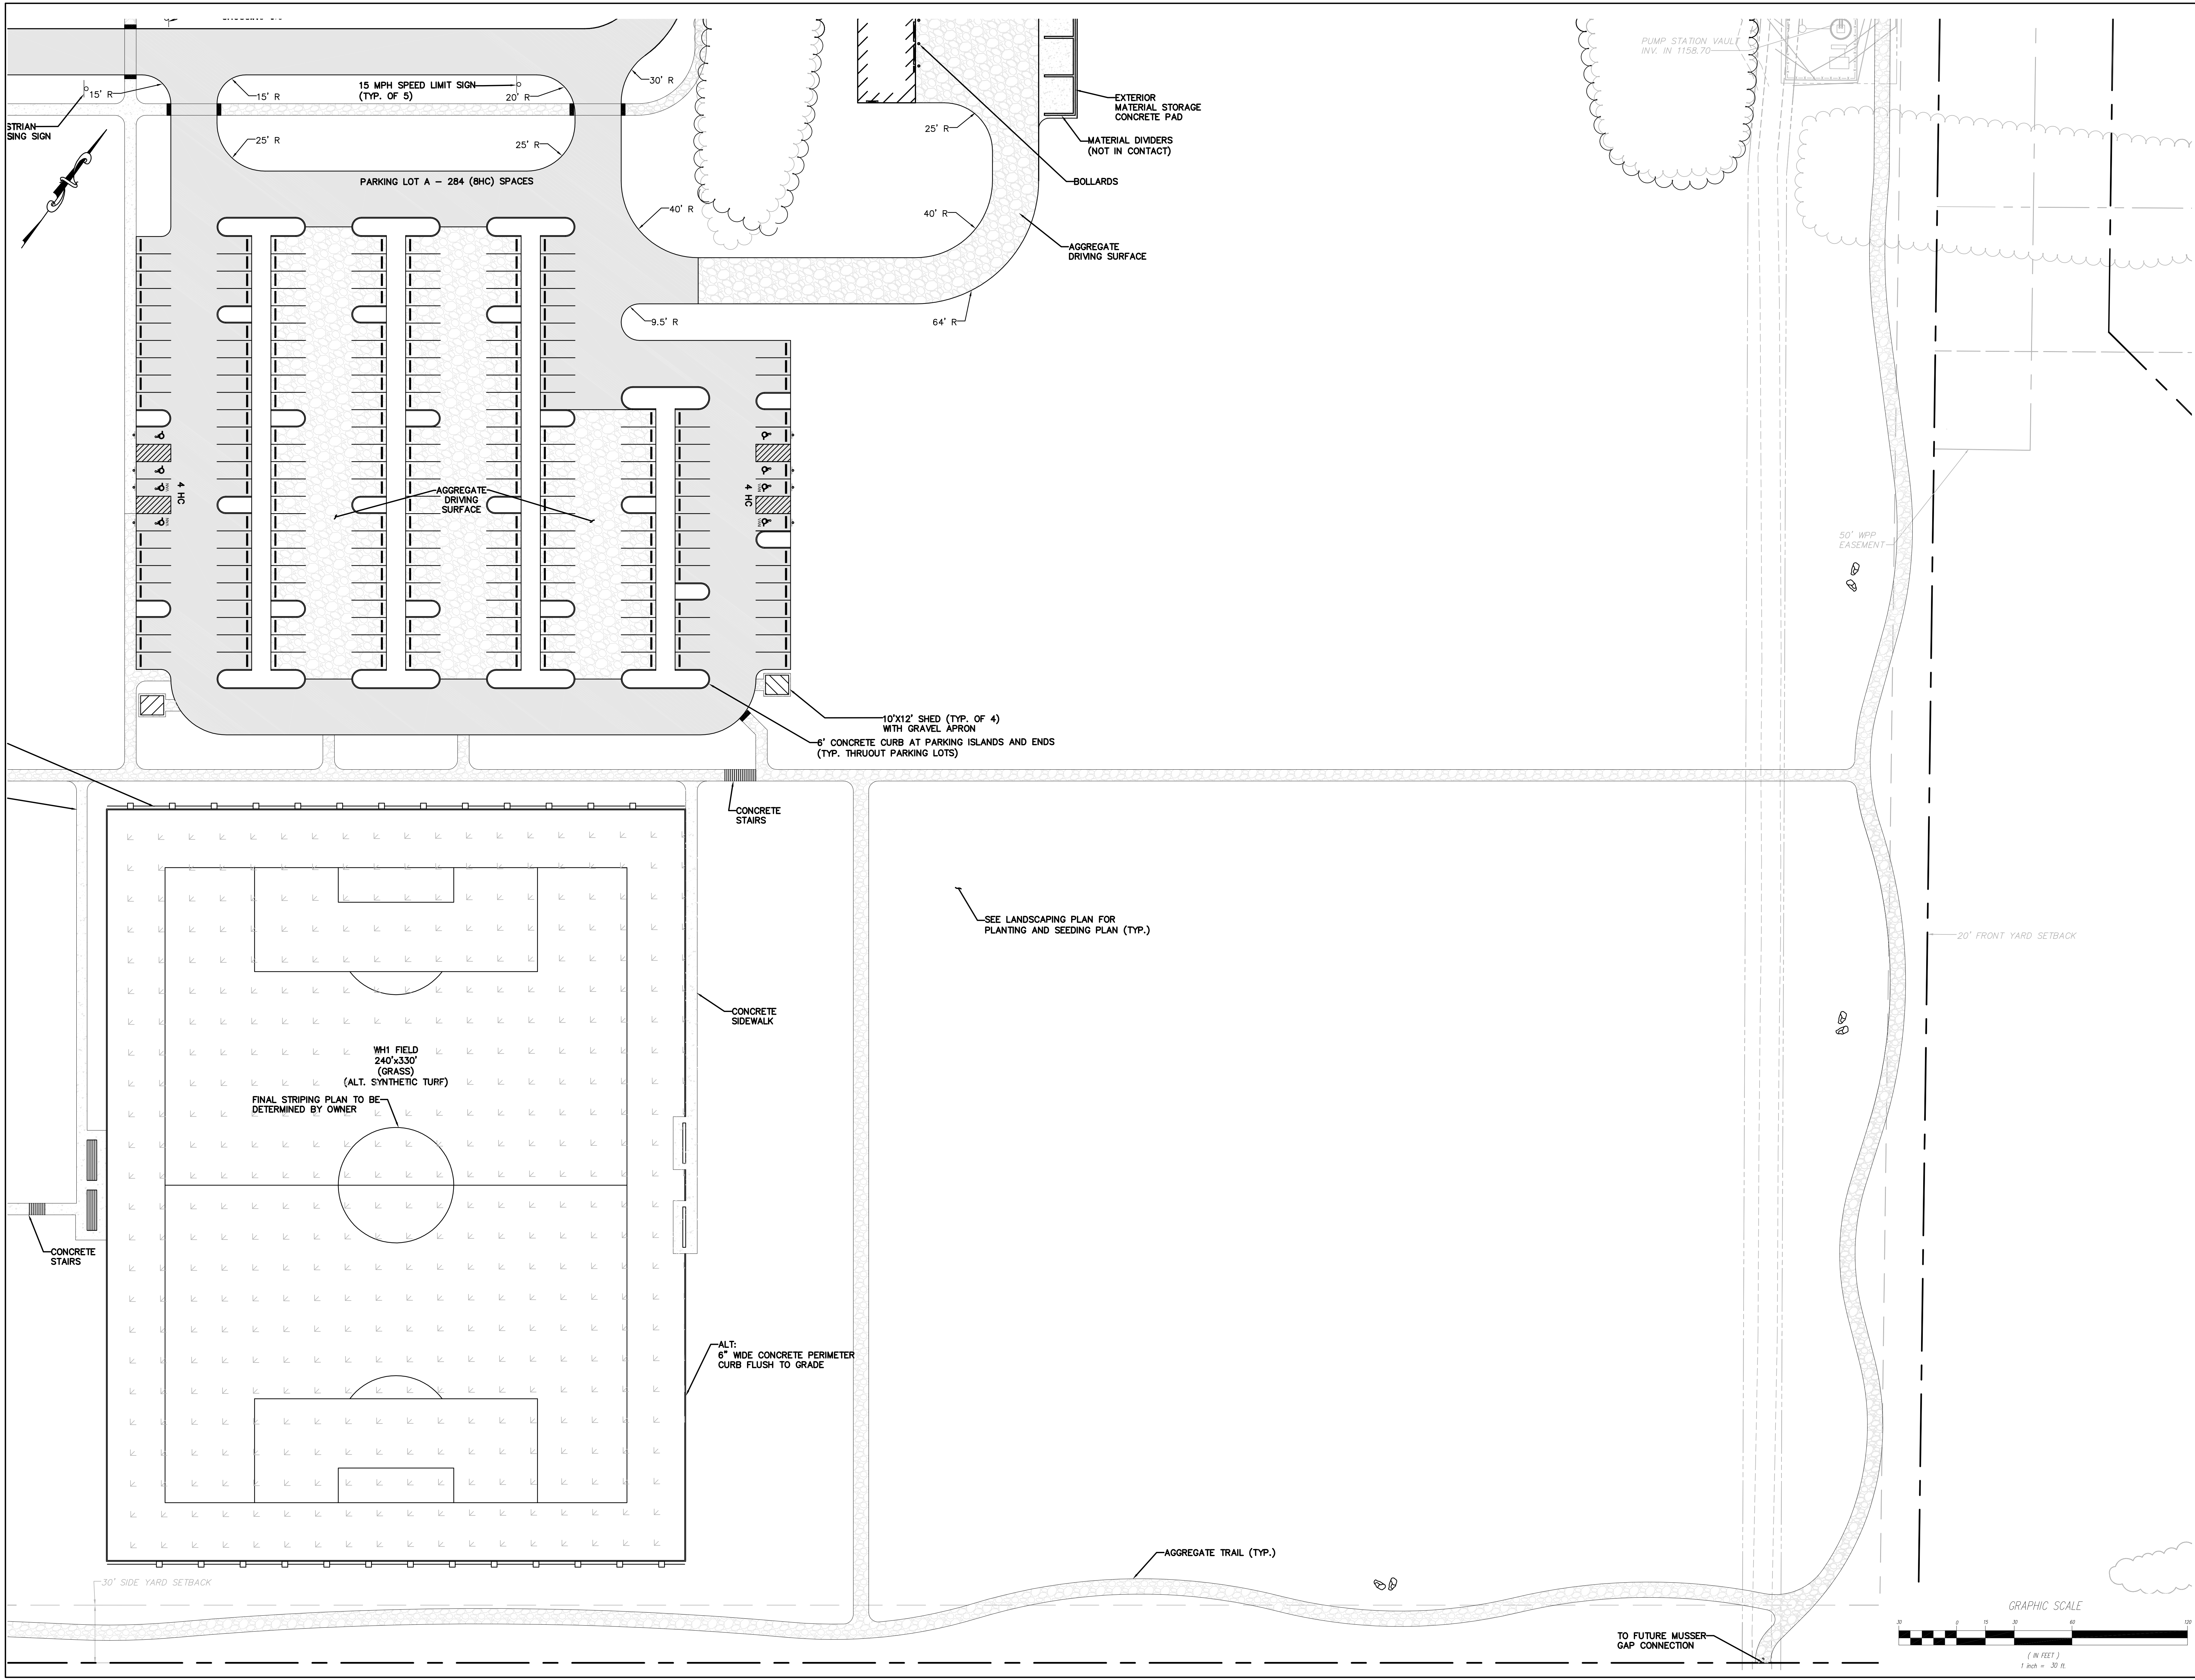 PUMP STATION VAULT
INV. IN 1158.70
15' R
15' R
15 MPH SPEED LIMIT SIGN
(TYP. OF 5)
20' R
30' R
STRIAN
SING SIGN
25' R
25' R
25' R
EXTERIOR
MATERIAL STORAGE
CONCRETE PAD
MATERIAL DIVIDERS
(NOT IN CONTACT)
PARKING LOT A - 284 (8HC) SPACES
BOLLARDS
40' R
40' R
AGGREGATE
DRIVING SURFACE
9.5' R
64' R
4 HC
AGGREGATE
DRIVING
SURFACE
4 HC
50' WPP
EASEMENT
10'X12' SHED (TYP. OF 4)
WITH GRAVEL APRON
6' CONCRETE CURB AT PARKING ISLANDS AND ENDS
(TYP. THRUOUT PARKING LOTS)
CONCRETE
STAIRS
SEE LANDSCAPING PLAN FOR
PLANTING AND SEEDING PLAN (TYP.)
20' FRONT YARD SETBACK
CONCRETE
SIDEWALK
WH1 FIELD
240'x330'
(GRASS)
(ALT. SYNTHETIC TURF)
FINAL STRIPING PLAN TO BE
DETERMINED BY OWNER
CONCRETE
STAIRS
ALT:
6" WIDE CONCRETE PERIMETER
CURB FLUSH TO GRADE
AGGREGATE TRAIL (TYP.)
30' SIDE YARD SETBACK
TO FUTURE MUSSER
GAP CONNECTION
GRAPHIC SCALE
30 0 15 30 60 120
( IN FEET )
1 inch = 30 ft.